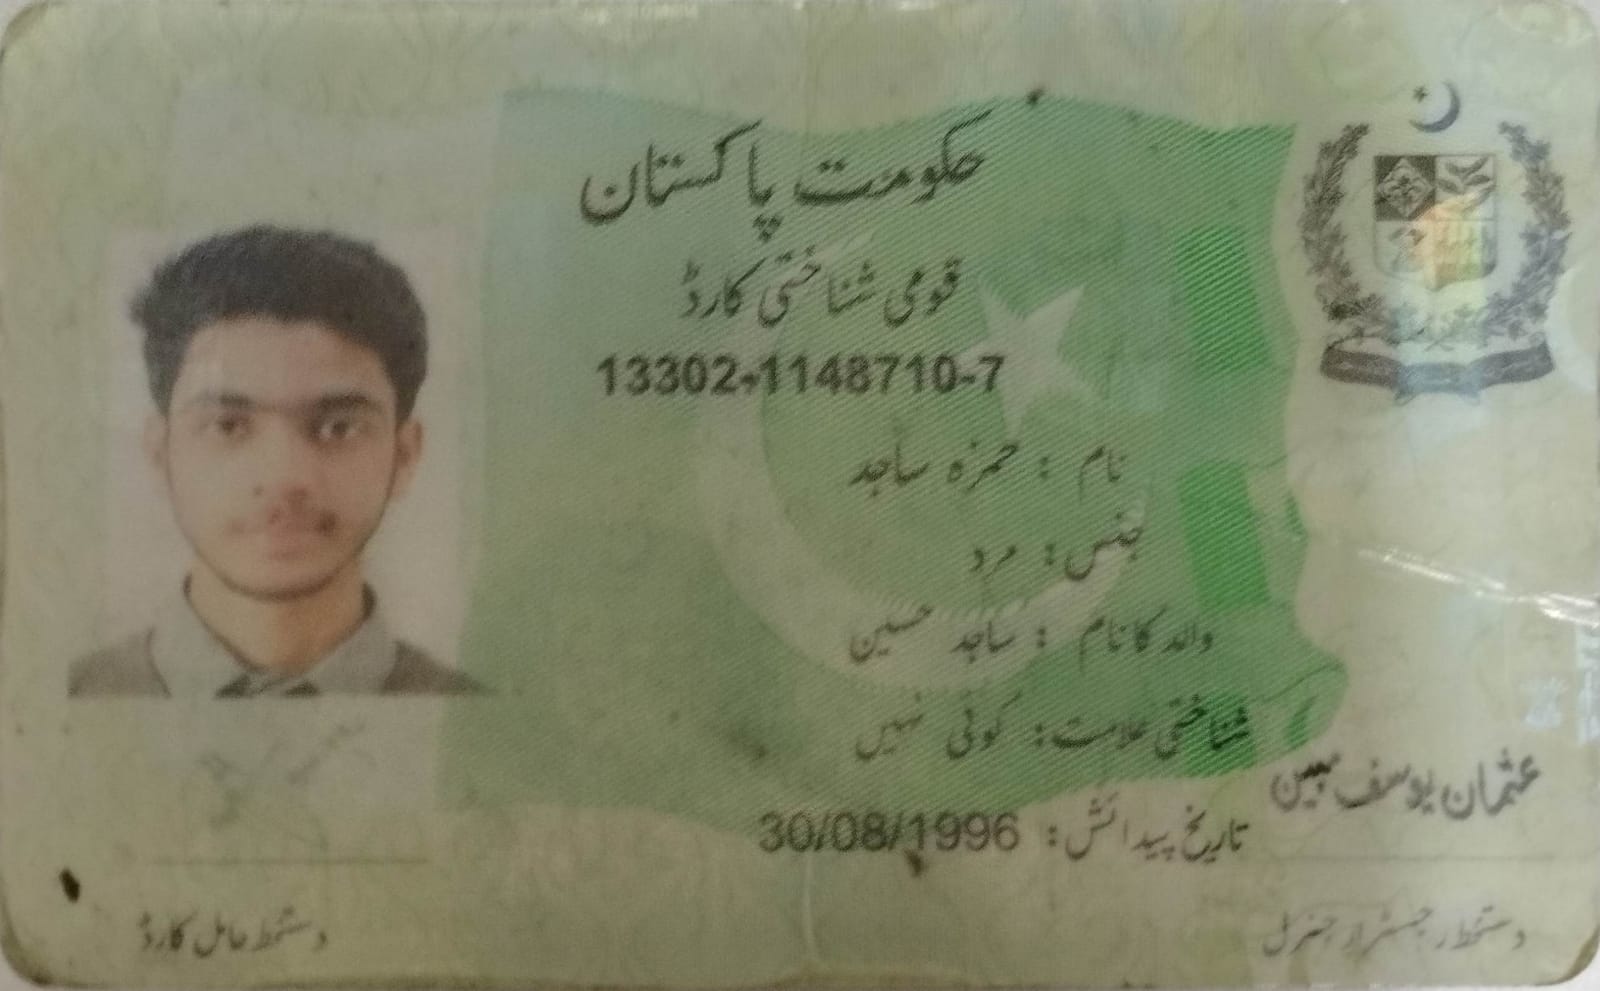 حکومت پاکستان
قومی شناختی کارڈ
13302-1148710-7
نام : حمزہ ساجد
جنس : مرد
والد کا نام : ساجد حسین
شناختی علامت : کوئی نہیں
تاریخ پیدائش : 30/08/1996
عثمان یوسف مبین
دستخط حامل کارڈ
دستخط رجسٹرار جنرل